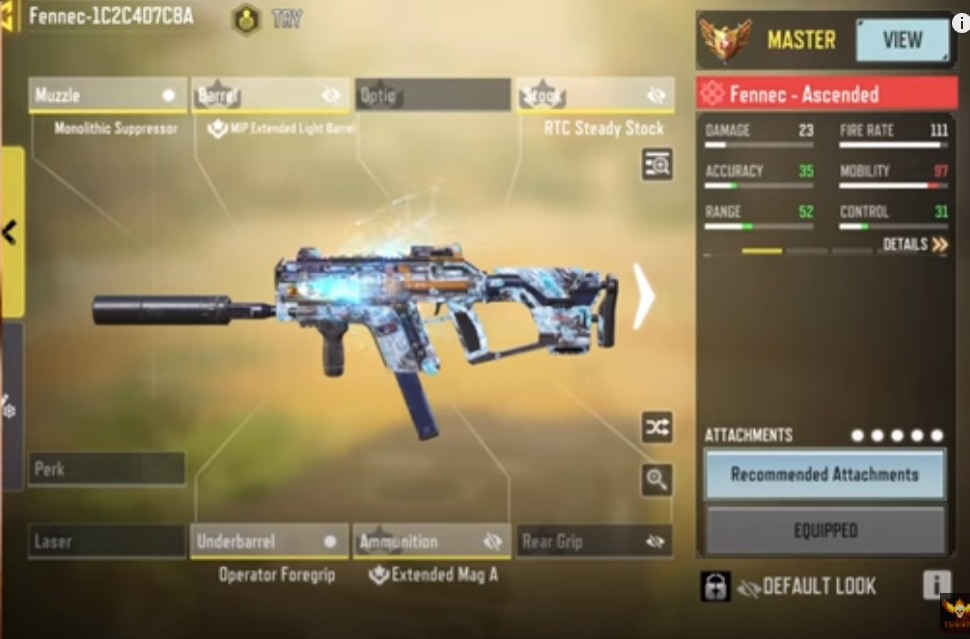 Fennec-1C2C4D7C8A
TRY
MASTER
VIEW
Muzzle
Barrel
Optic
Stock
Monolithic Suppressor
MIP Extended Light Barrel
RTC Steady Stock
Fennec - Ascended
DAMAGE 23 FIRE RATE 111
ACCURACY 35 MOBILITY 97
RANGE 52 CONTROL 31
DETAILS
ATTACHMENTS
Recommended Attachments
EQUIPPED
Perk
Laser
Underbarrel
Ammunition
Rear Grip
Operator Foregrip
Extended Mag A
DEFAULT LOOK